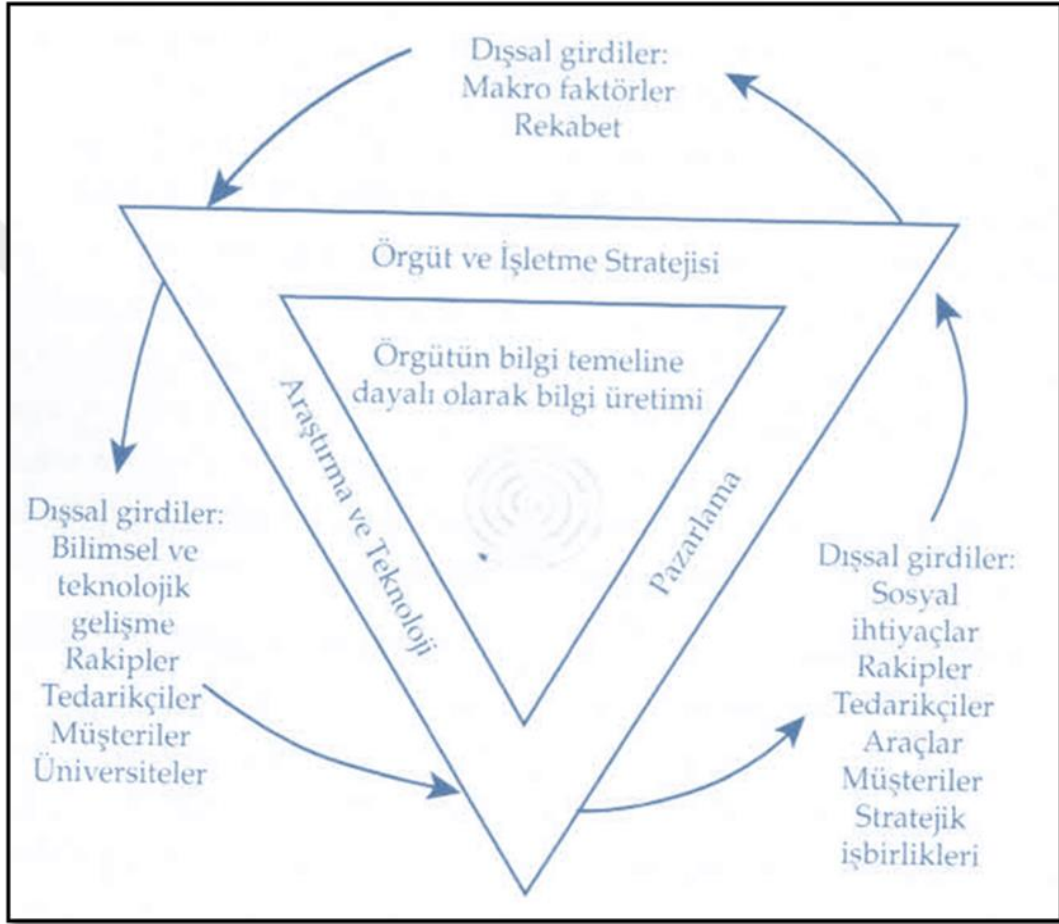 Dışsal girdiler:
Makro faktörler
Rekabet
Örgüt ve İşletme Stratejisi
Örgütün bilgi temeline
dayalı olarak bilgi üretimi
Araştırma ve Teknoloji
Pazarlama
Dışsal girdiler:
Bilimsel ve
teknolojik
gelişme
Rakipler
Tedarikçiler
Müşteriler
Üniversiteler
Dışsal girdiler:
Sosyal
ihtiyaçlar
Rakipler
Tedarikçiler
Araçlar
Müşteriler
Stratejik
işbirlikleri